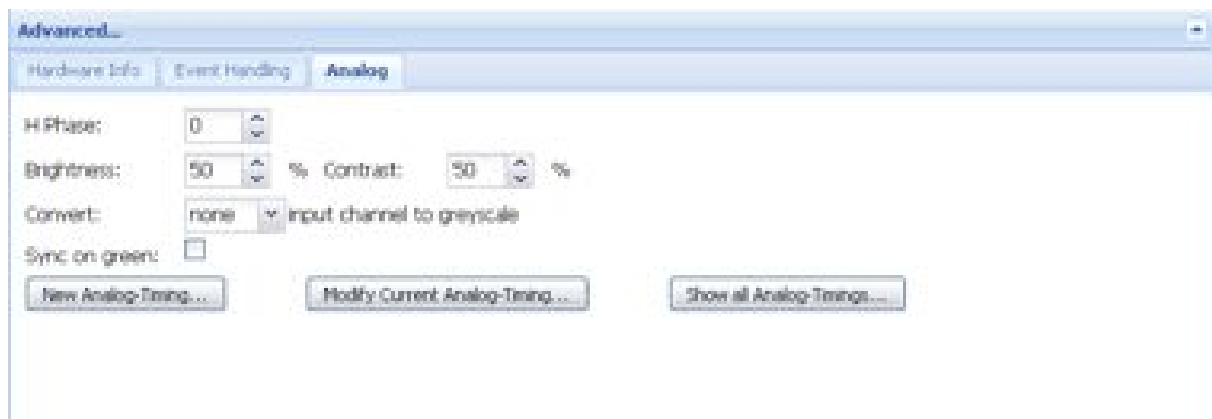 Advanced...
Hardware Info Event Handling Analog
H Phase: 0
Brightness: 50 % Contrast: 50 %
Convert: none input channel to greyscale
Sync on green:
New Analog-Timing... Modify Current Analog-Timing... Show all Analog-Timings...